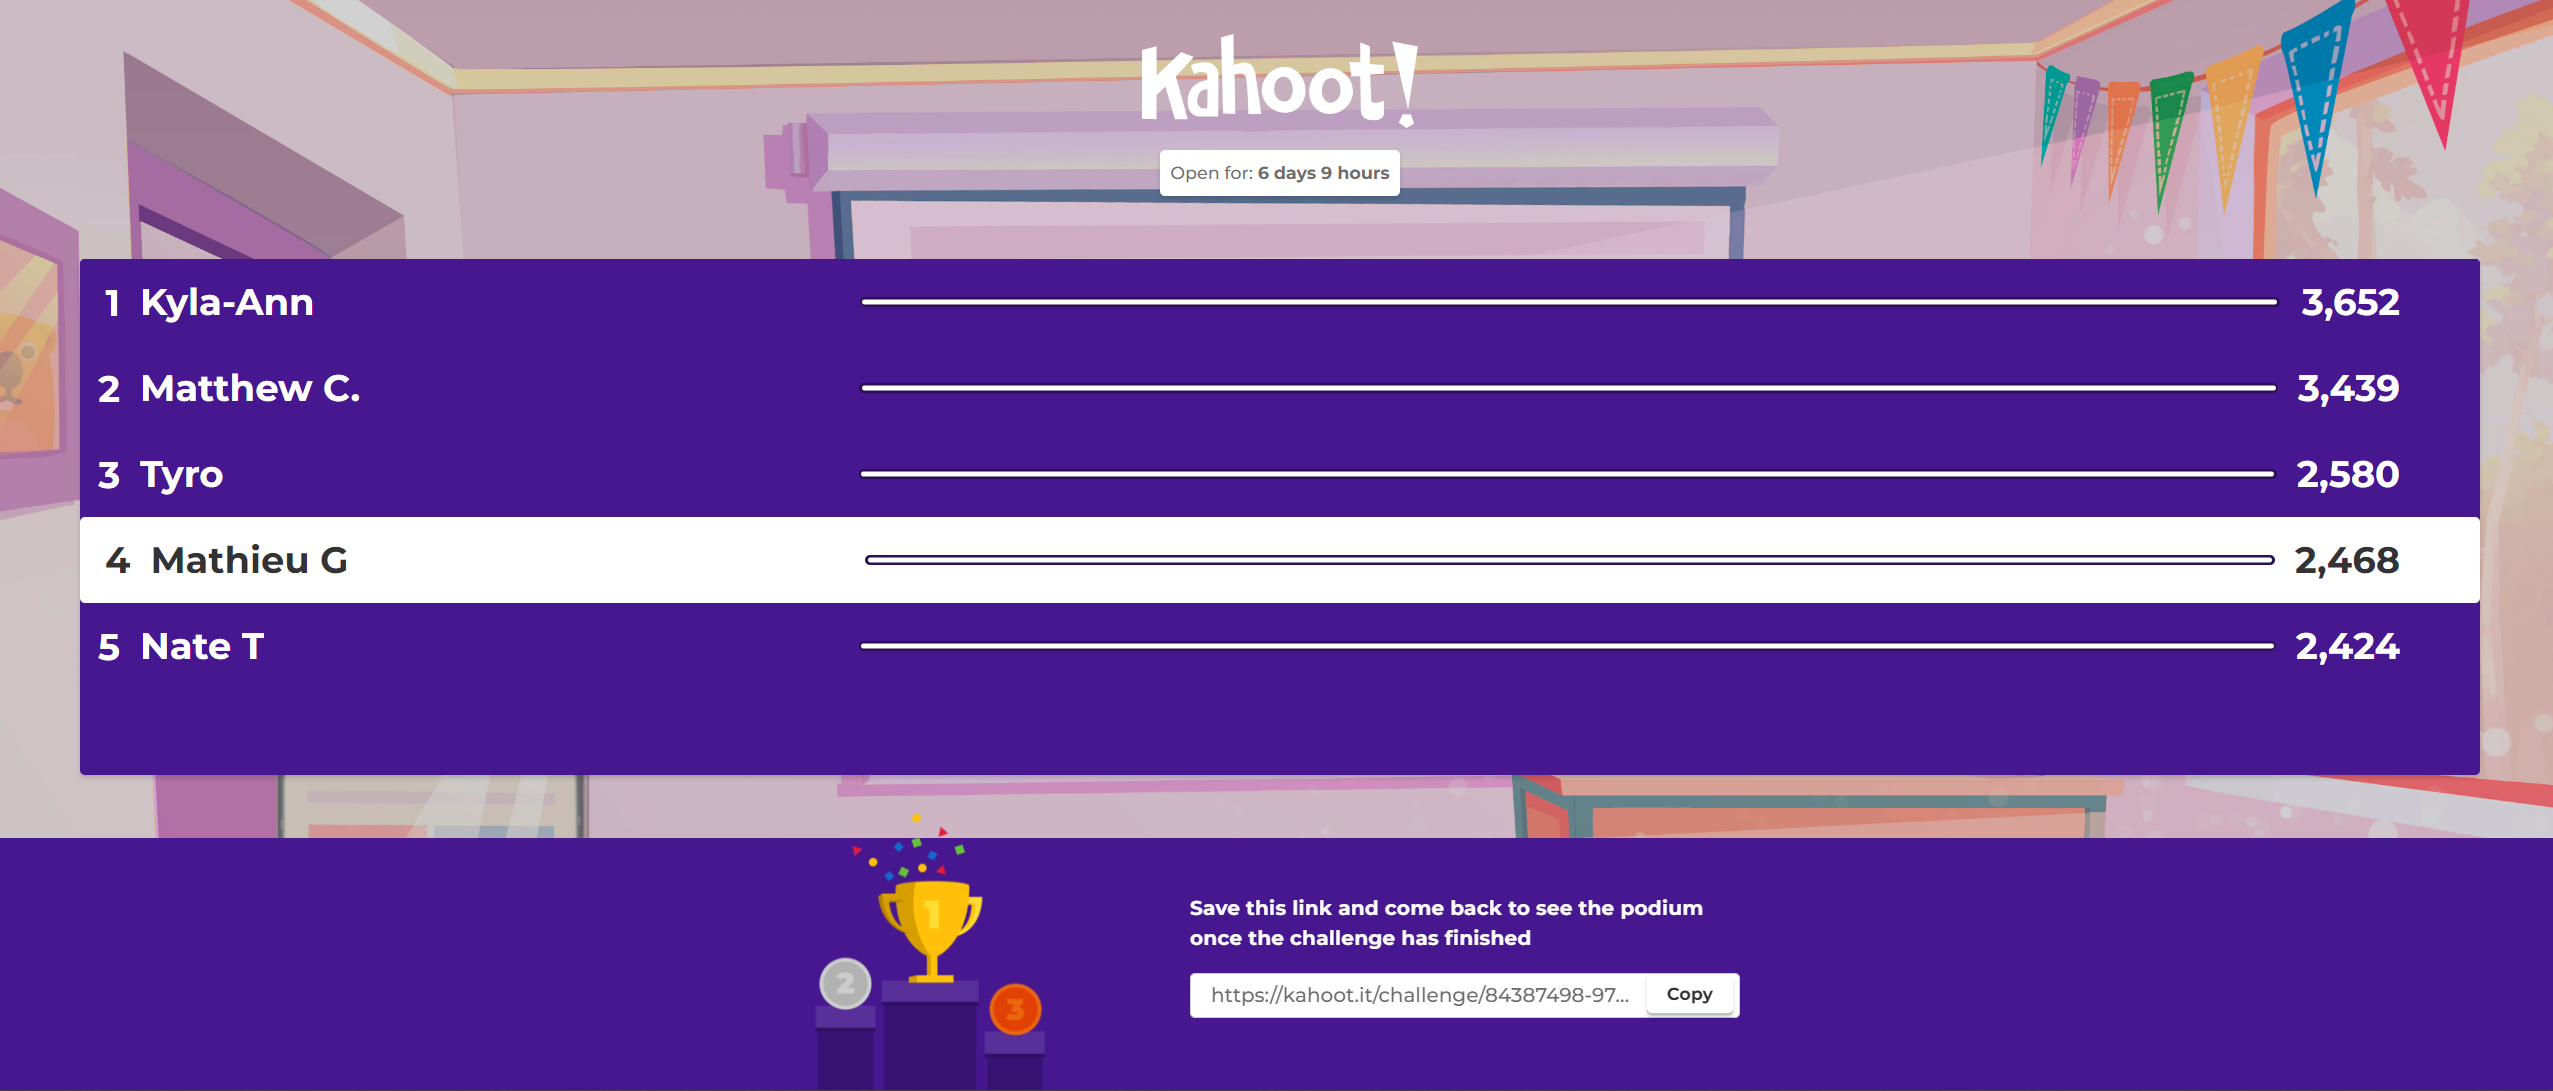 Kahoot!
Open for: 6 days 9 hours
1 Kyla-Ann 3,652
2 Matthew C. 3,439
3 Tyro 2,580
4 Mathieu G 2,468
5 Nate T 2,424
1
2
3
Save this link and come back to see the podium
once the challenge has finished
https://kahoot.it/challenge/84387498-97... Copy